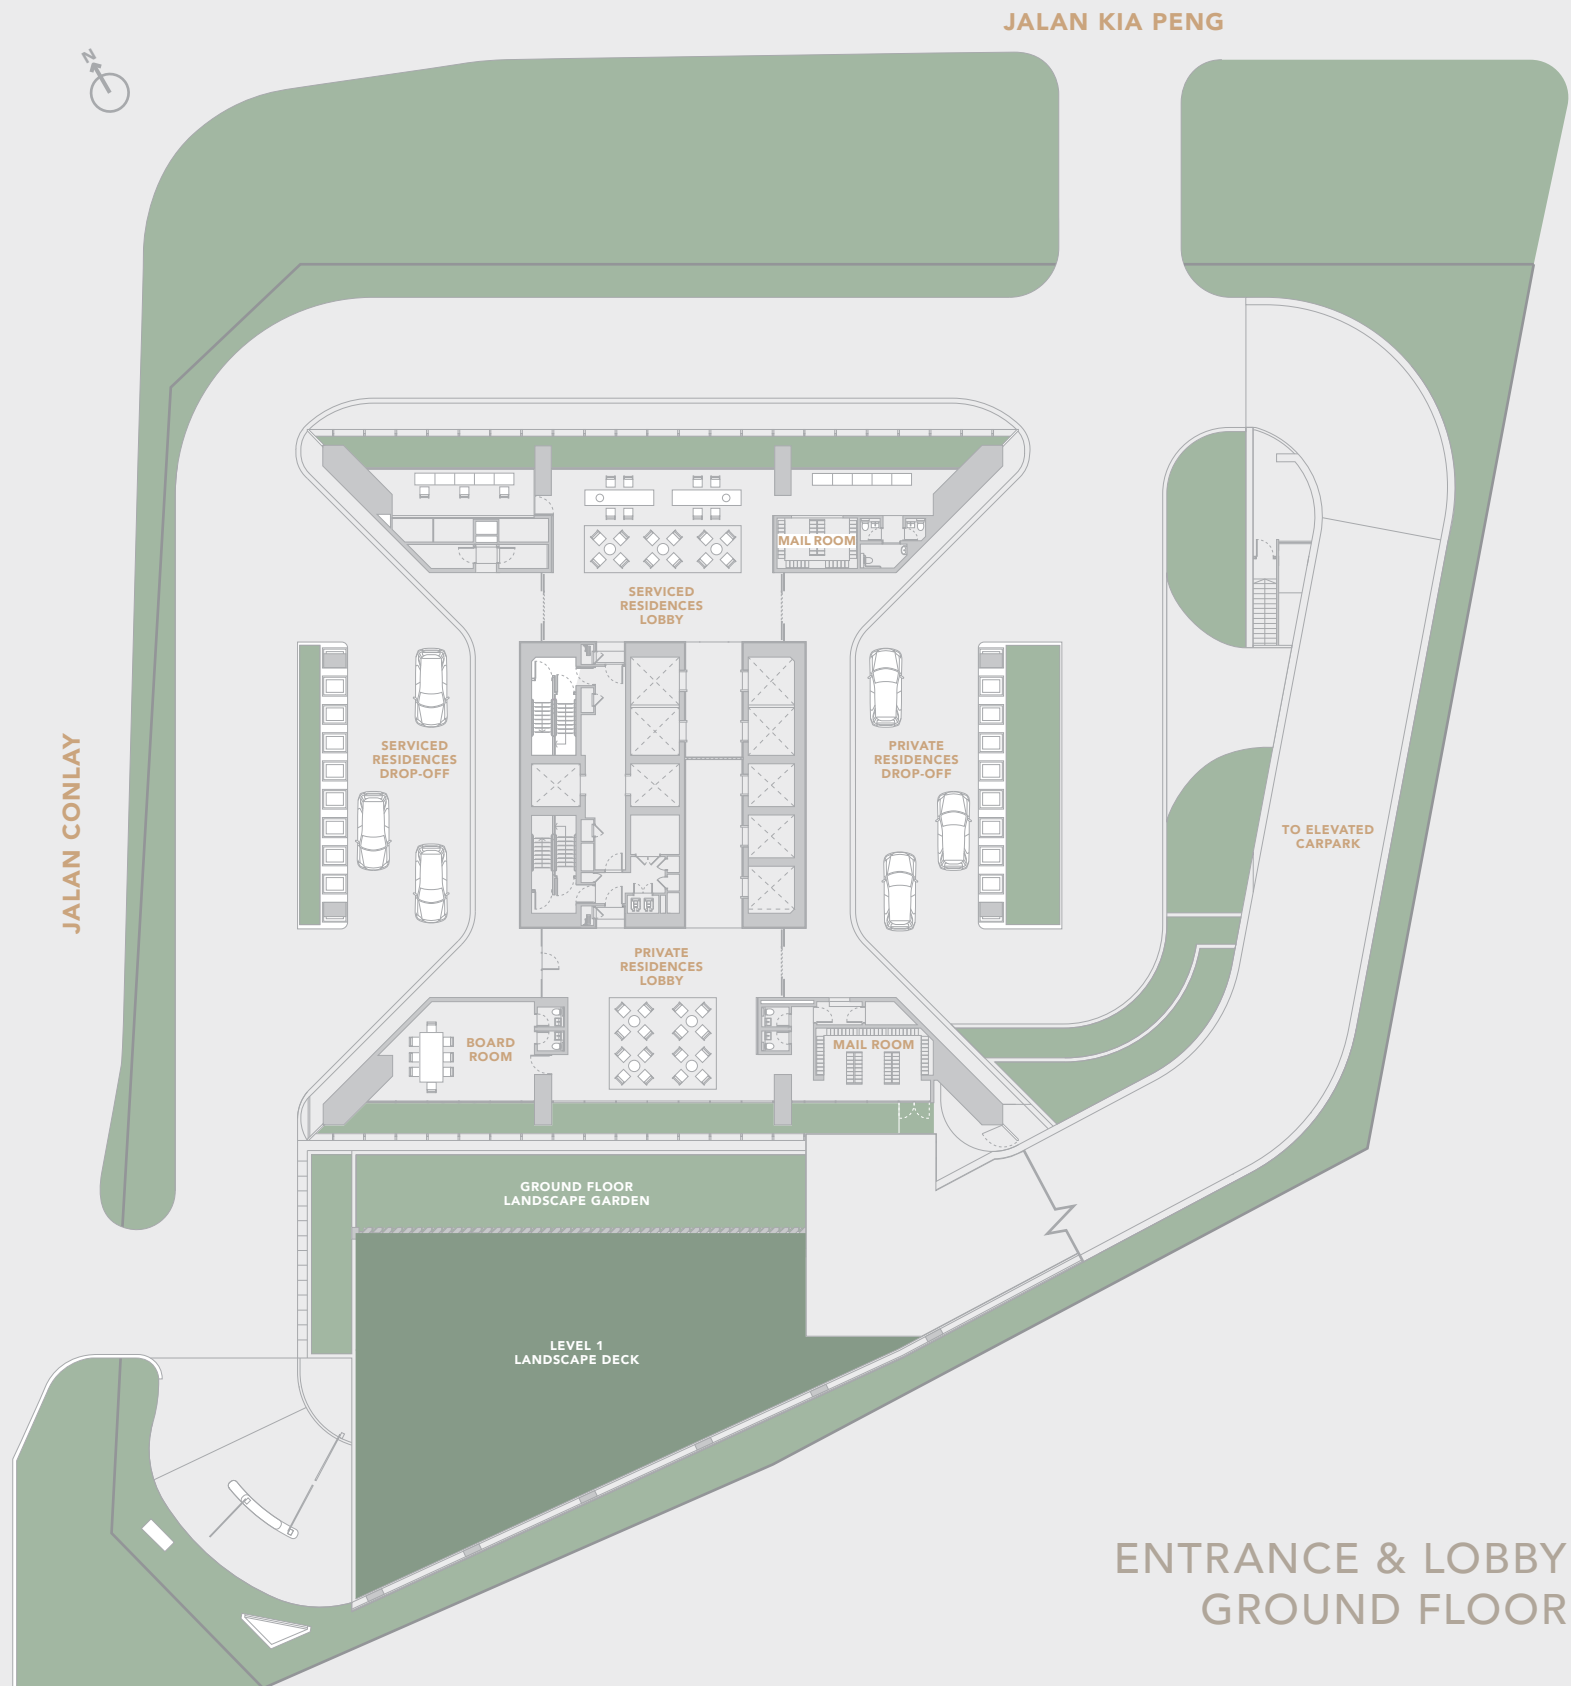 JALAN KIA PENG
N
MAIL ROOM
SERVICED
RESIDENCES
LOBBY
JALAN CONLAY
SERVICED
RESIDENCES
DROP-OFF
PRIVATE
RESIDENCES
DROP-OFF
TO ELEVATED
CARPARK
PRIVATE
RESIDENCES
LOBBY
BOARD
ROOM
MAIL ROOM
GROUND FLOOR
LANDSCAPE GARDEN
LEVEL 1
LANDSCAPE DECK
ENTRANCE & LOBBY
GROUND FLOOR